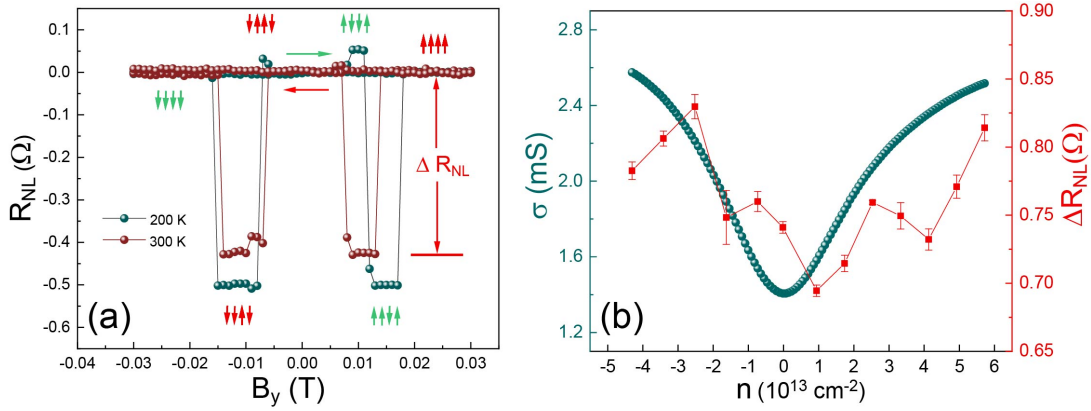 0.1
0.0
-0.1
-0.2
-0.3
-0.4
-0.5
-0.6
R_NL (Ω)
↓↓↑↓
↑↓↓↑
↑↑↑↑
↓↓↓↓
Δ R_NL
200 K
300 K
(a)
↓↓↑↓
↑↑↓↑
-0.04 -0.03 -0.02 -0.01 0.00 0.01 0.02 0.03 0.04
B_y (T)
2.8
2.4
2.0
1.6
1.2
σ (mS)
(b)
0.90
0.85
0.80
0.75
0.70
0.65
ΔR_NL(Ω)
-5 -4 -3 -2 -1 0 1 2 3 4 5 6
n (10^13 cm^-2)